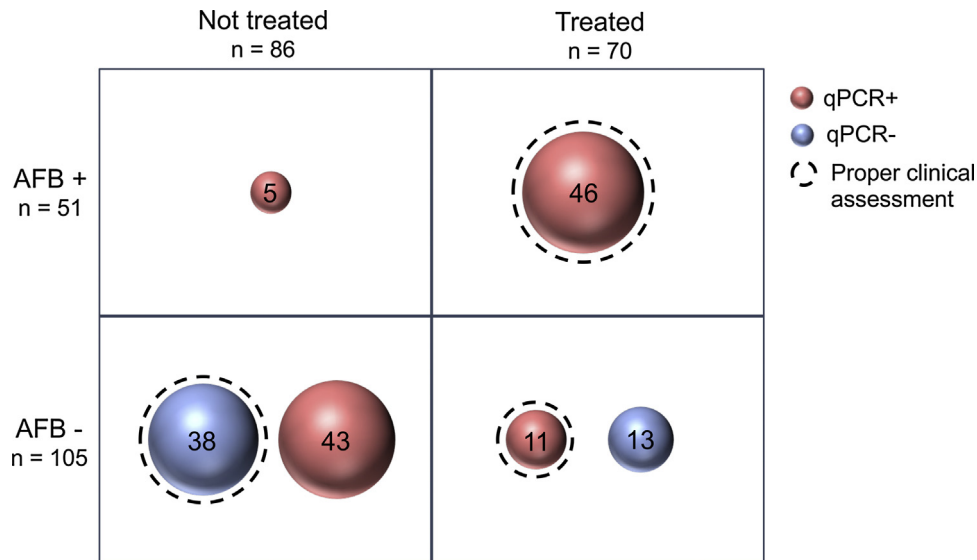 Not treated
n = 86
Treated
n = 70
qPCR+
qPCR-
Proper clinical
assessment
AFB +
n = 51
5
46
AFB -
n = 105
38
43
11
13